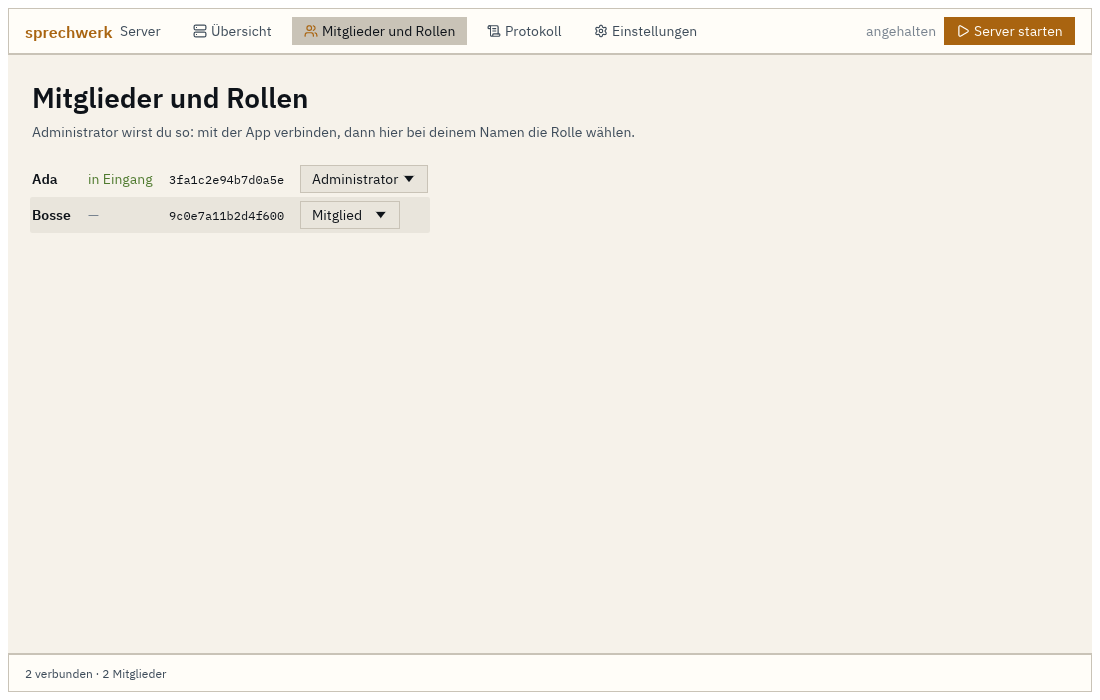 sprechwerk Server Übersicht Mitglieder und Rollen Protokoll Einstellungen angehalten Server starten
Mitglieder und Rollen
Administrator wirst du so: mit der App verbinden, dann hier bei deinem Namen die Rolle wählen.
Ada in Eingang 3fa1c2e94b7d0a5e Administrator
Bosse — 9c0e7a11b2d4f600 Mitglied
2 verbunden · 2 Mitglieder